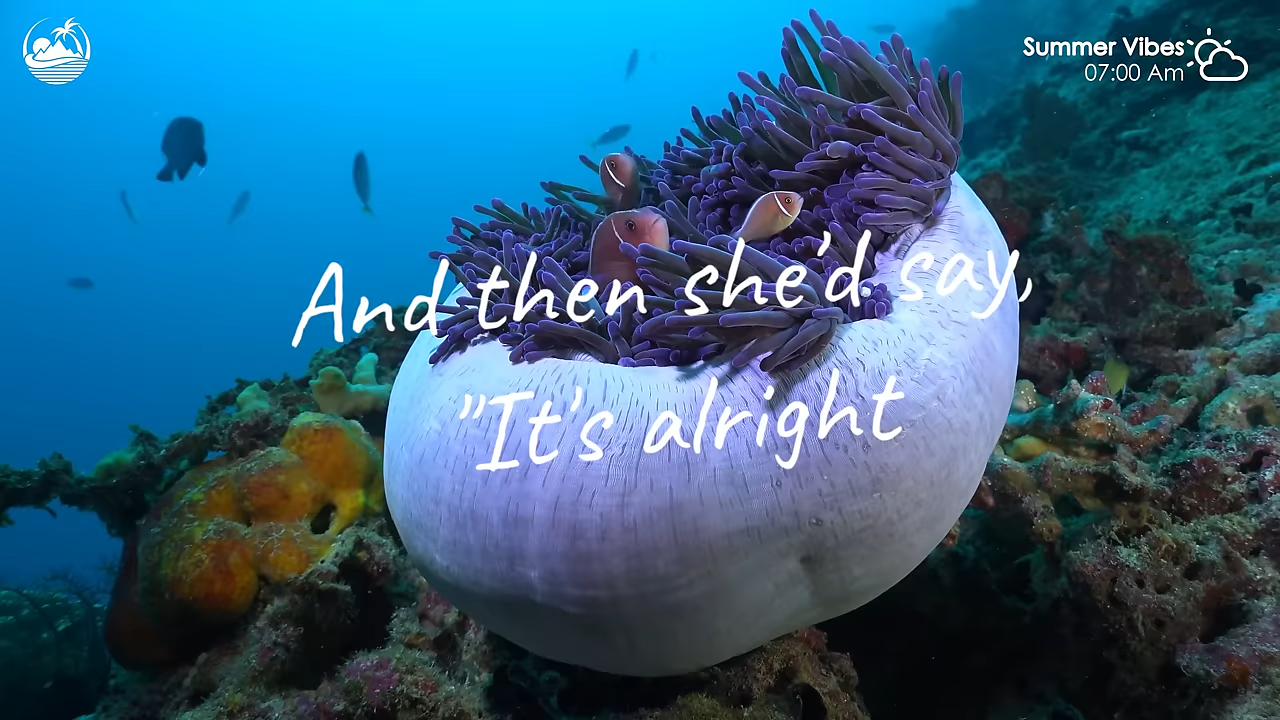 Summer Vibes
07:00 Am
And then she'd say,
"It's alright